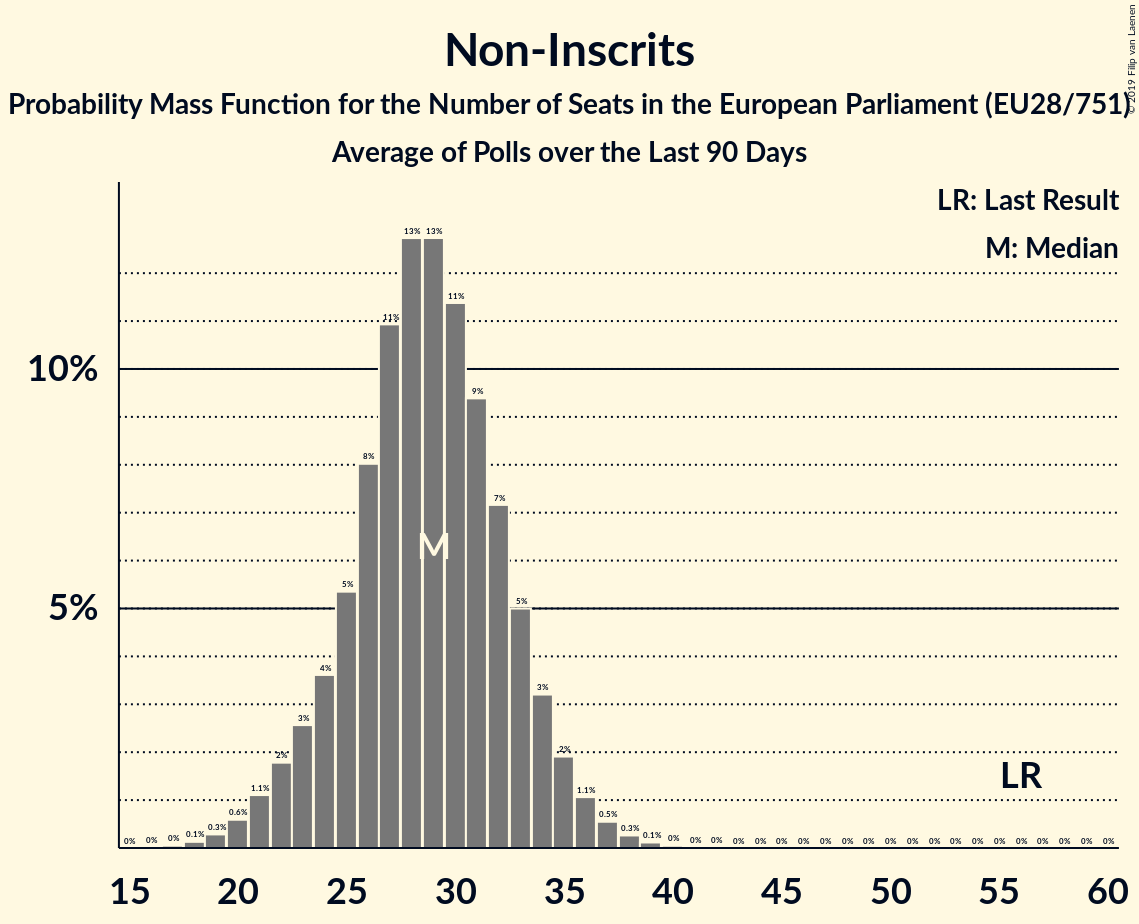 Non-Inscrits
Probability Mass Function for the Number of Seats in the European Parliament (EU28/751)
Average of Polls over the Last 90 Days
© 2019 Filip van Laenen
LR: Last Result
M: Median
10%
5%
0% 0% 0% 0.1% 0.3% 0.6% 1.1% 2% 3% 4% 5% 8% 11% 13% 13% 11% 9% 7% 5% 3% 2% 1.1% 0.5% 0.3% 0.1% 0% 0% 0% 0% 0% 0% 0% 0% 0% 0% 0% 0% 0% 0% 0% 0% 0% 0% 0% 0% 0%
M
LR
15 20 25 30 35 40 45 50 55 60